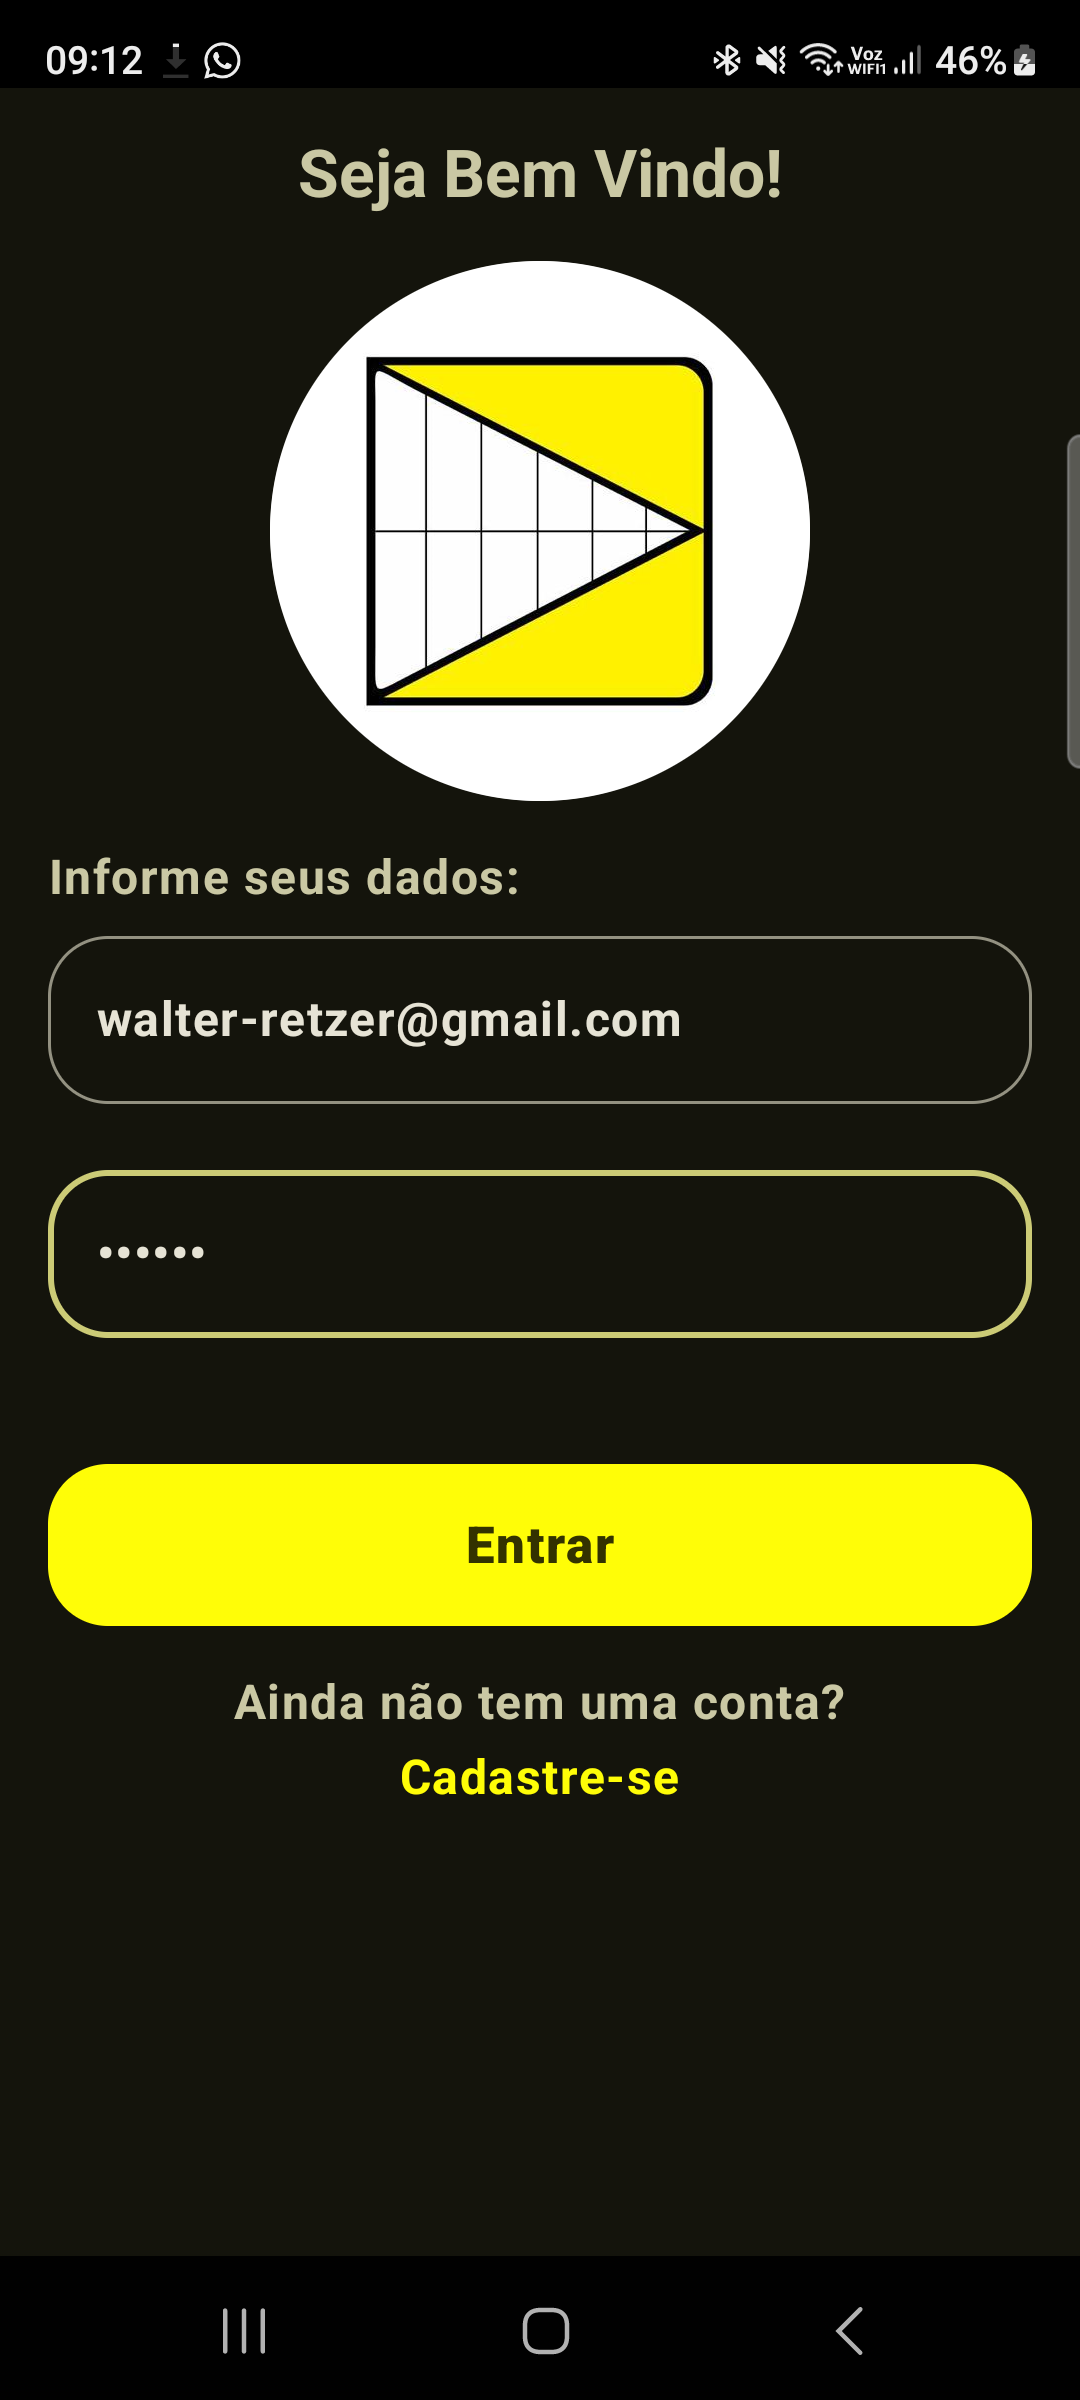 09:12
Voz
WIFI1
46%
Seja Bem Vindo!
Informe seus dados:
walter-retzer@gmail.com
••••••
Entrar
Ainda não tem uma conta?
Cadastre-se